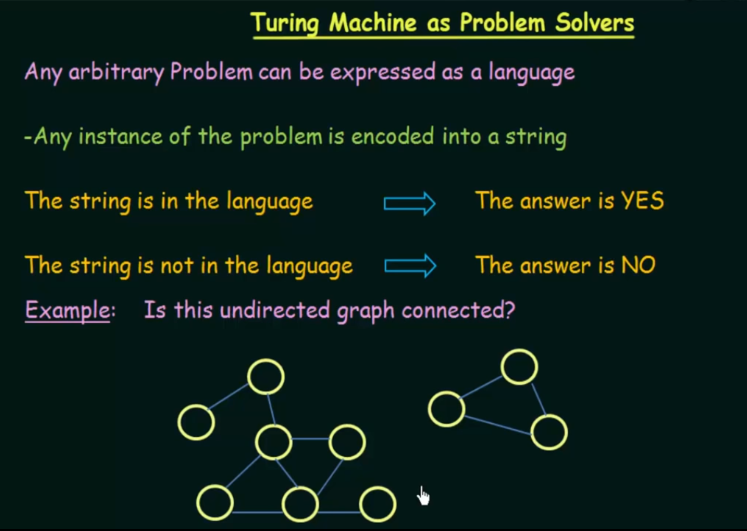 Turing Machine as Problem Solvers
Any arbitrary Problem can be expressed as a language
-Any instance of the problem is encoded into a string
The string is in the language The answer is YES
The string is not in the language The answer is NO
Example: Is this undirected graph connected?